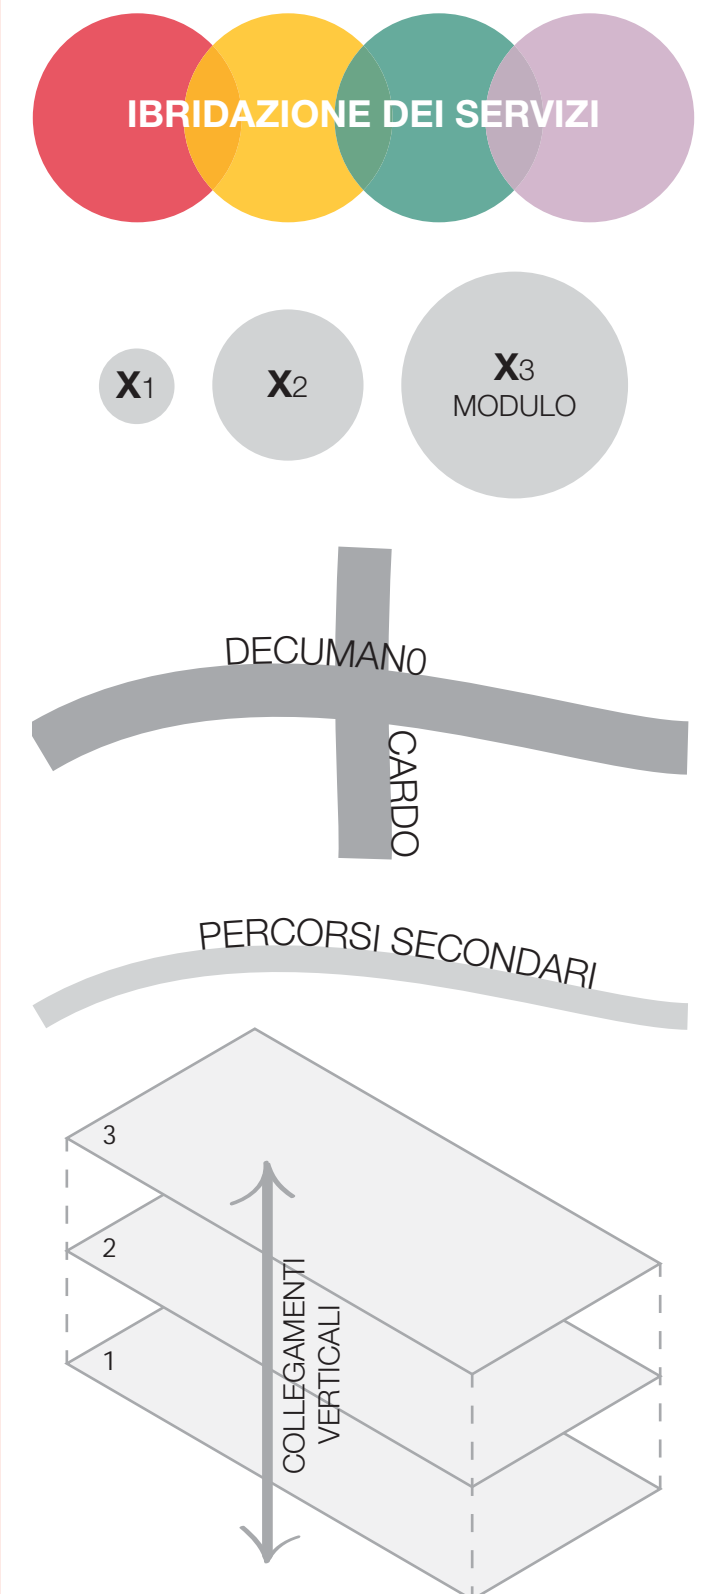 IBRIDAZIONE DEI SERVIZI
X1
X2
X3
MODULO
DECUMAN0
CARDO
PERCORSI SECONDARI
3
2
1
COLLEGAMENTI
VERTICALI